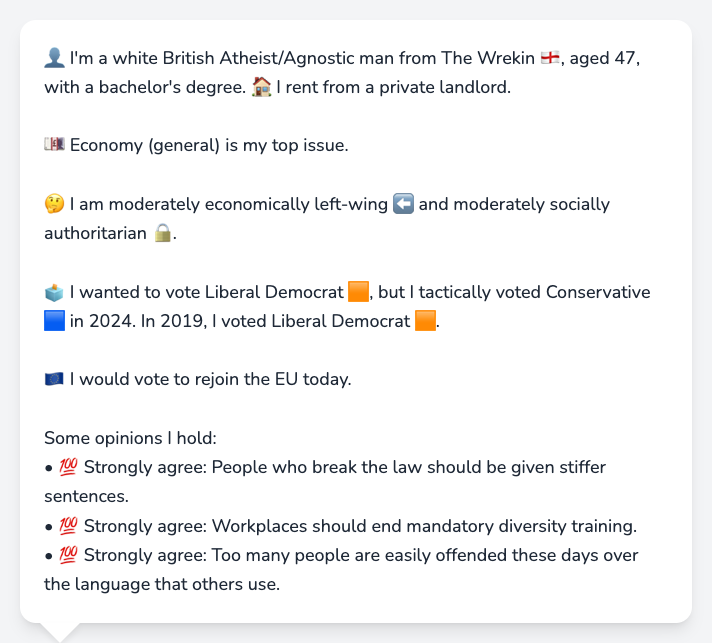 👤 I'm a white British Atheist/Agnostic man from The Wrekin 🏴󠁧󠁢󠁥󠁮󠁧󠁿, aged 47,
with a bachelor's degree. 🏠 I rent from a private landlord.
💷 Economy (general) is my top issue.
🤔 I am moderately economically left-wing ⬅️ and moderately socially
authoritarian 🔒.
🗳️ I wanted to vote Liberal Democrat 🟧, but I tactically voted Conservative
🟦 in 2024. In 2019, I voted Liberal Democrat 🟧.
🇪🇺 I would vote to rejoin the EU today.
Some opinions I hold:
• 💯 Strongly agree: People who break the law should be given stiffer
sentences.
• 💯 Strongly agree: Workplaces should end mandatory diversity training.
• 💯 Strongly agree: Too many people are easily offended these days over
the language that others use.